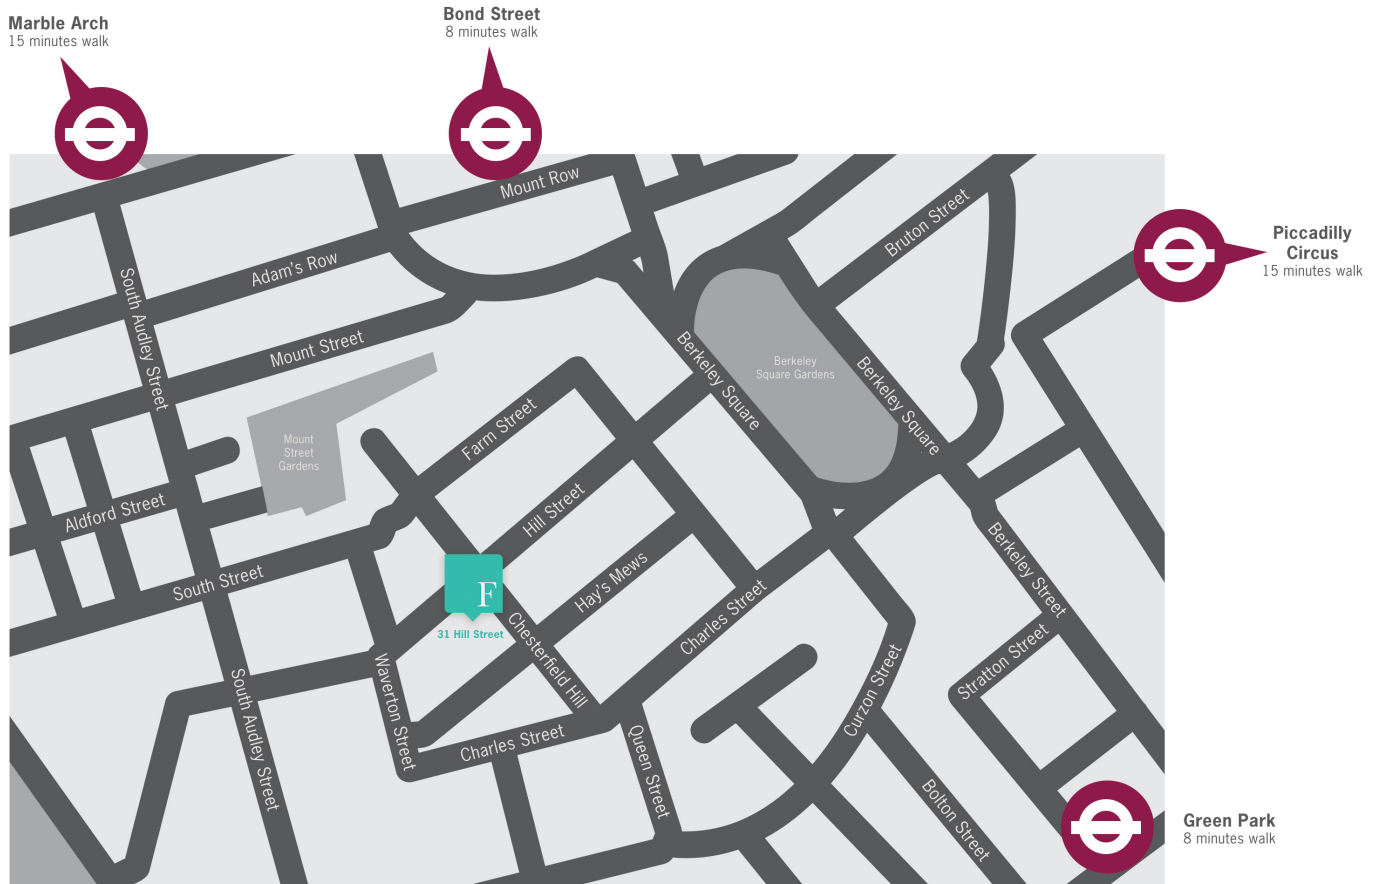 Marble Arch
15 minutes walk
Bond Street
8 minutes walk
Mount Row
Bruton Street
Piccadilly
Circus
15 minutes walk
Adam's Row
South Audley Street
Mount Street
Berkeley Square
Berkeley
Square Gardens
Berkeley Square
Farm Street
Mount
Street
Gardens
Hill Street
Aldford Street
South Street
Hay's Mews
Berkeley Street
F
31 Hill Street
Chesterfield Hill
Charles Street
Stratton Street
Waverton Street
South Audley Street
Curzon Street
Charles Street
Queen Street
Bolton Street
Green Park
8 minutes walk